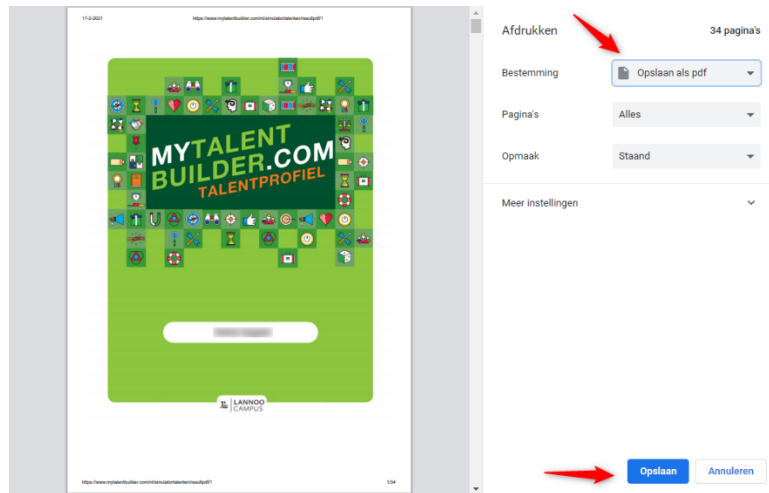 17-2-2021
https://www.mytalentbuilder.com/nl/simulatortalenten/resultpdf/1
MYTALENT
BUILDER.COM
TALENTPROFIEL
LANNOO
CAMPUS
https://www.mytalentbuilder.com/nl/simulatortalenten/resultpdf/1
1/34
Afdrukken
34 pagina's
Bestemming
Opslaan als pdf
Pagina's
Alles
Opmaak
Staand
Meer instellingen
Opslaan
Annuleren